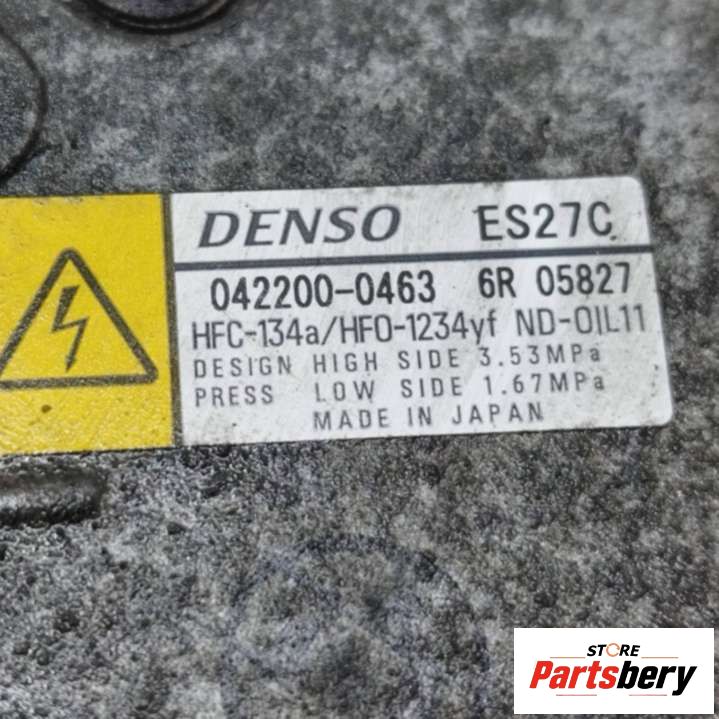 DENSO ES27C
042200-0463 6R 05827
HFC-134a/HFO-1234yf ND-OIL11
DESIGN HIGH SIDE 3.53MPa
PRESS LOW SIDE 1.67MPa
MADE IN JAPAN
STORE
Partsbery